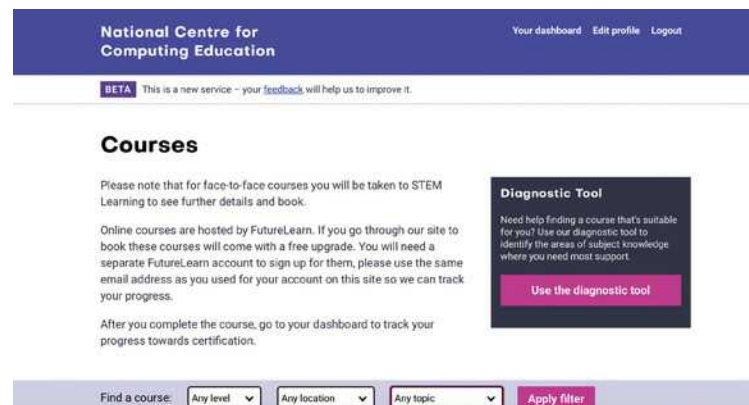 National Centre for
Computing Education
Your dashboard Edit profile Logout
BETA This is a new service – your feedback will help us to improve it.
Courses
Please note that for face-to-face courses you will be taken to STEM
Learning to see further details and book.
Online courses are hosted by FutureLearn. If you go through our site to
book these courses will come with a free upgrade. You will need a
separate FutureLearn account to sign up for them, please use the same
email address as you used for your account on this site so we can track
your progress.
After you complete the course, go to your dashboard to track your
progress towards certification.
Diagnostic Tool
Need help finding a course that's suitable
for you? Use our diagnostic tool to
identify the areas of subject knowledge
where you need most support.
Use the diagnostic tool
Find a course: Any level Any location Any topic Apply filter